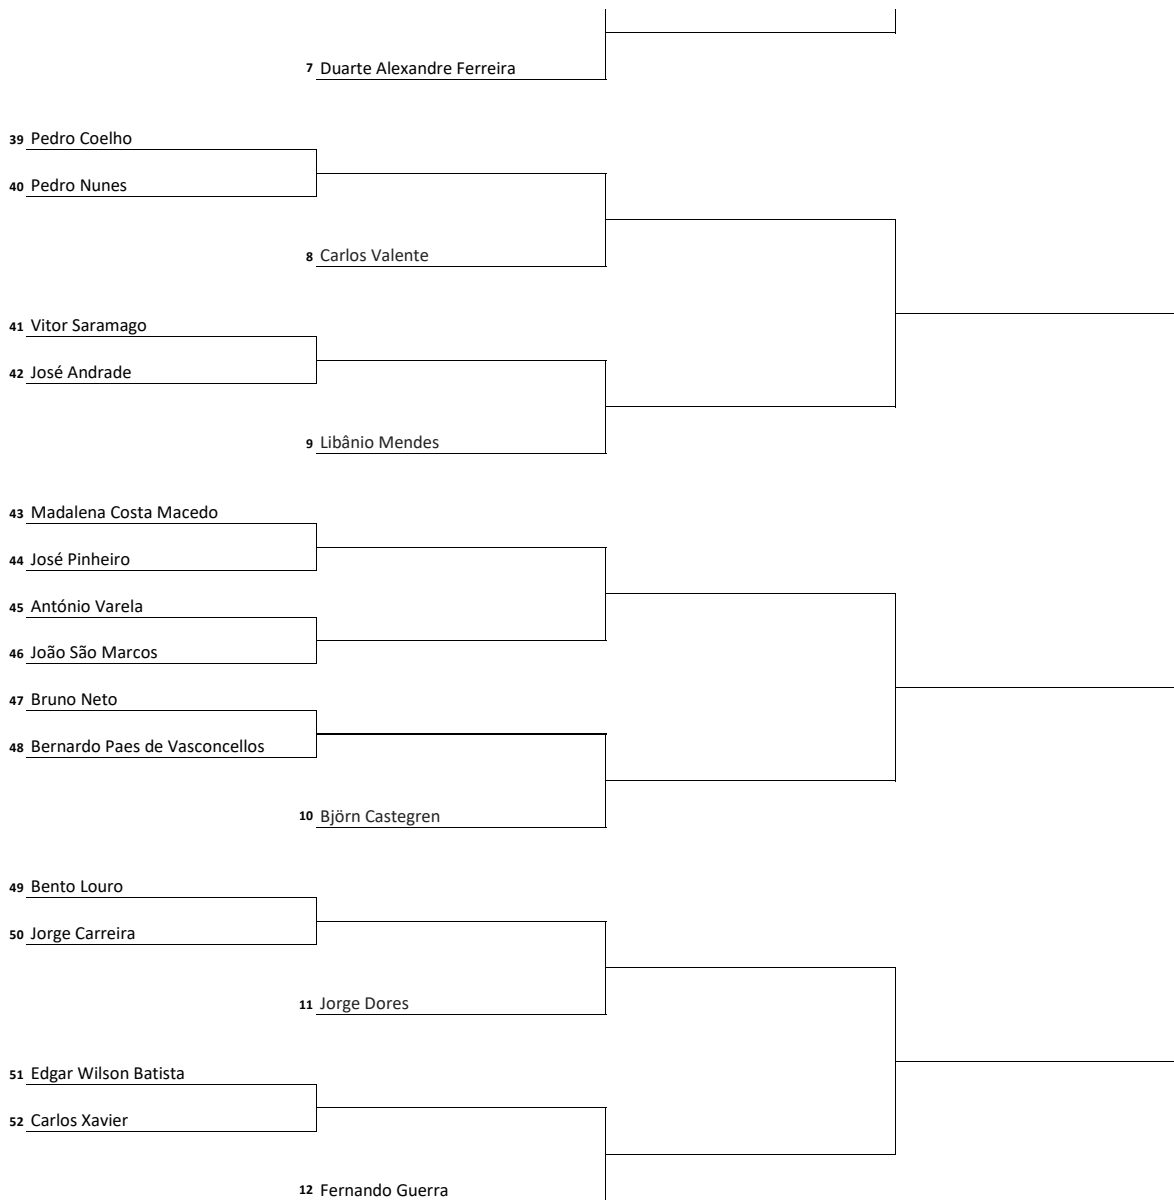 7 Duarte Alexandre Ferreira
39 Pedro Coelho
40 Pedro Nunes
8 Carlos Valente
41 Vitor Saramago
42 José Andrade
9 Libânio Mendes
43 Madalena Costa Macedo
44 José Pinheiro
45 António Varela
46 João São Marcos
47 Bruno Neto
48 Bernardo Paes de Vasconcellos
10 Björn Castegren
49 Bento Louro
50 Jorge Carreira
11 Jorge Dores
51 Edgar Wilson Batista
52 Carlos Xavier
12 Fernando Guerra